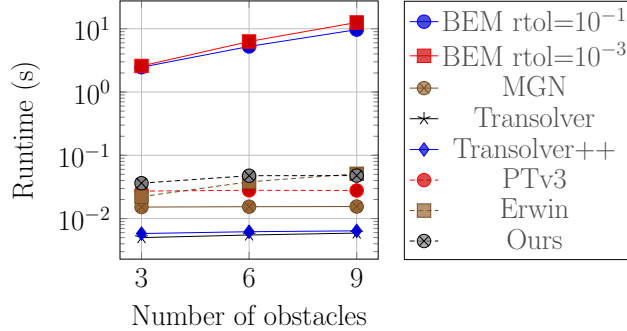 Runtime (s)
10^1
10^0
10^{-1}
10^{-2}
3 6 9
Number of obstacles
BEM rtol=10^{-1}
BEM rtol=10^{-3}
MGN
Transolver
Transolver++
PTv3
Erwin
Ours